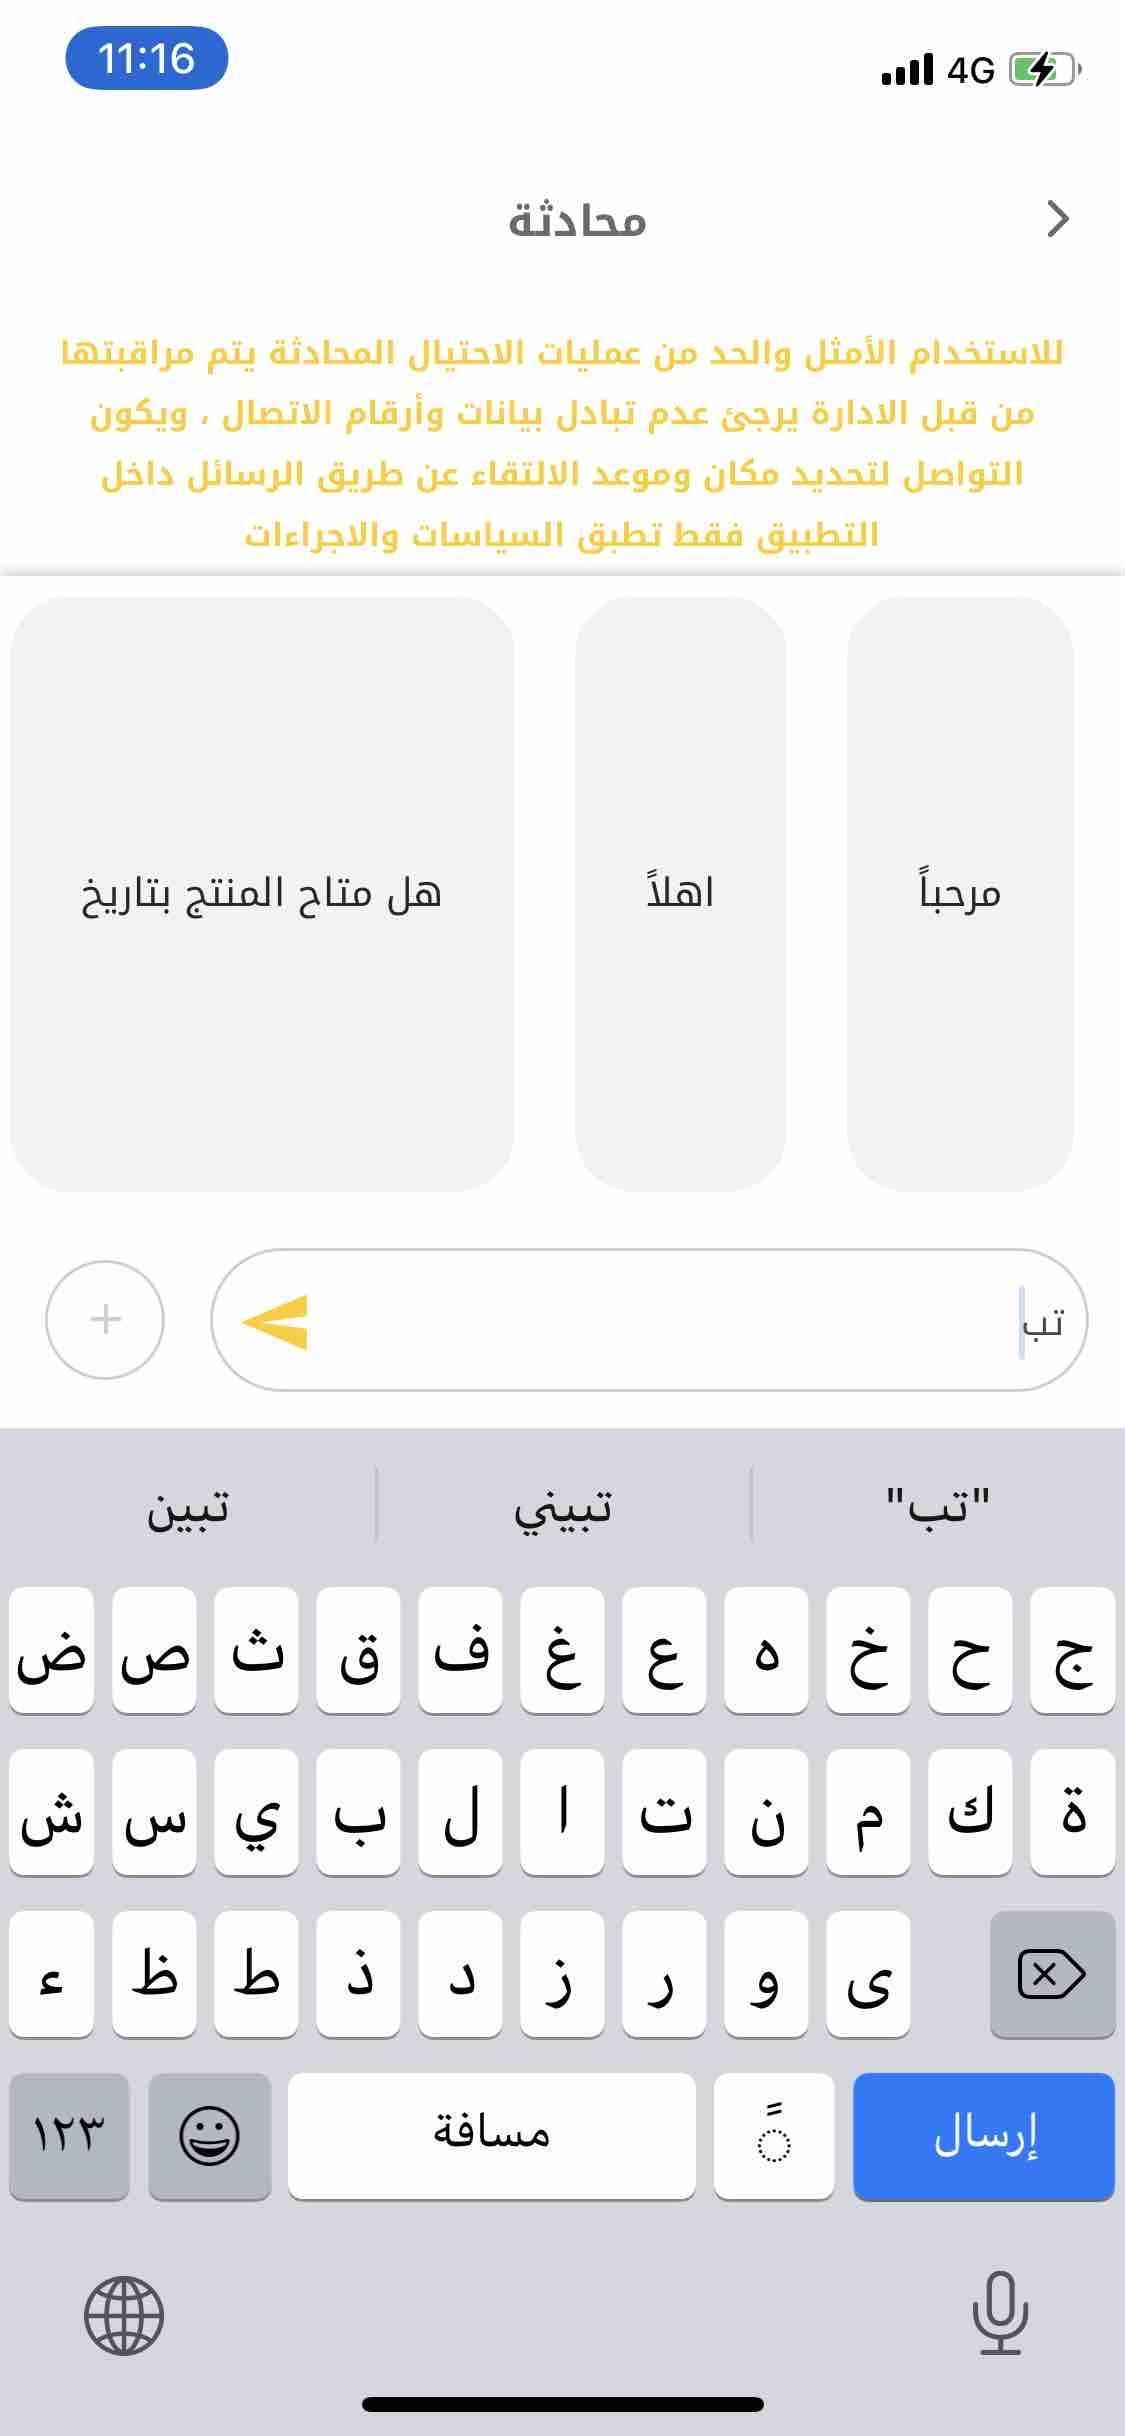 11:16
4G
محادثة
للاستخدام الأمثل والحد من عمليات الاحتيال المحادثة يتم مراقبتها
من قبل الادارة يرجئ عدم تبادل بيانات وأرقام الاتصال ، ويكون
التواصل لتحديد مكان وموعد الالتقاء عن طريق الرسائل داخل
التطبيق فقط تطبق السياسات والاجراءات
مرحباً اهلاً هل متاح المنتج بتاريخ
تب
"تب" تبيني تبين
ض ص ث ق ف غ ع ه خ ح ج
ش س ي ب ل ا ت ن م ك ة
ء ظ ط ذ د ز ر و ى
١٢٣ مسافة إرسال